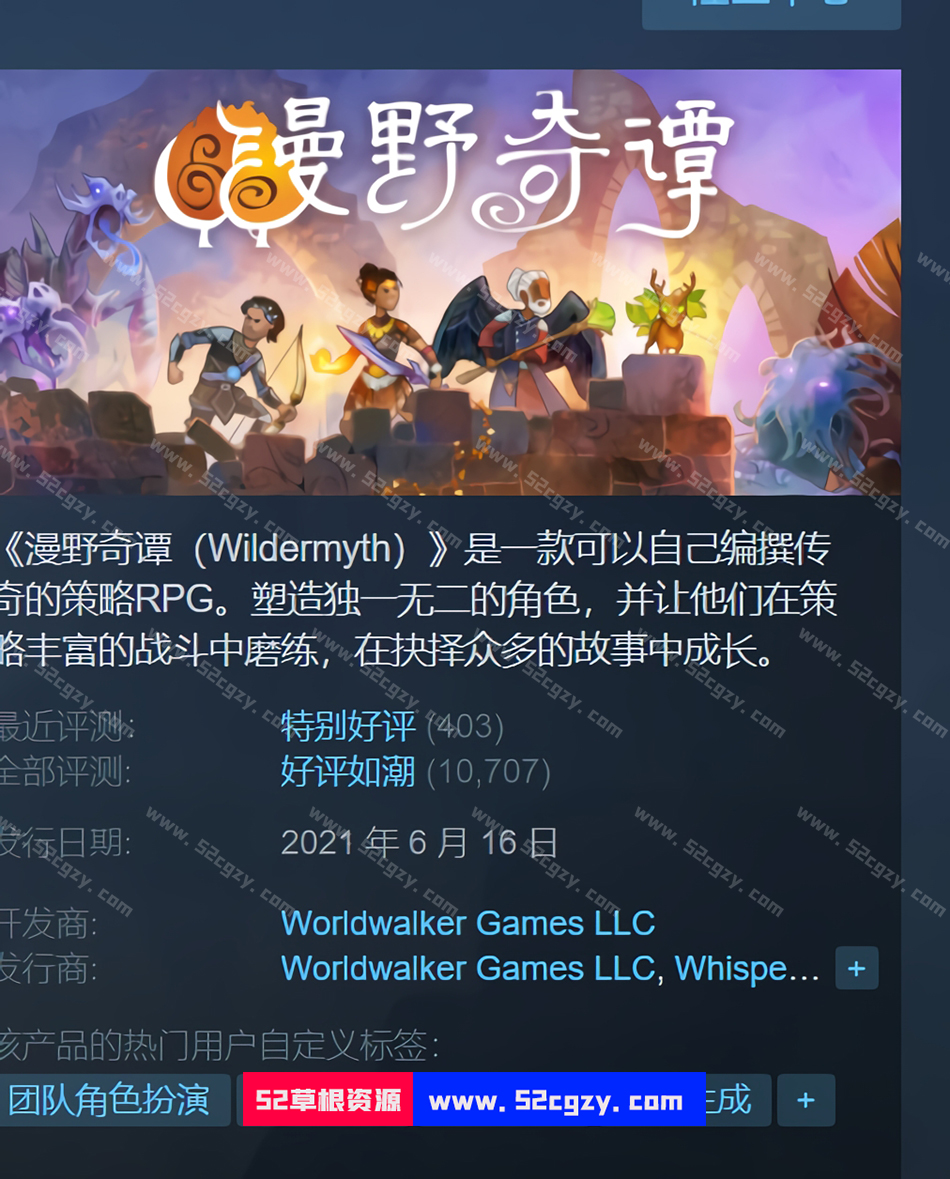 漫野奇谭
《漫野奇谭（Wildermyth）》是一款可以自己编撰传
奇的策略RPG。塑造独一无二的角色，并让他们在策
略丰富的战斗中磨练，在抉择众多的故事中成长。
最近评测: 特别好评 (403)
全部评测: 好评如潮 (10,707)
发行日期: 2021 年 6 月 16 日
开发商: Worldwalker Games LLC
发行商: Worldwalker Games LLC, Whispe... +
该产品的热门用户自定义标签：
团队角色扮演 52草根资源 www.52cgzy.com 生成 +
www.52cgzy.com